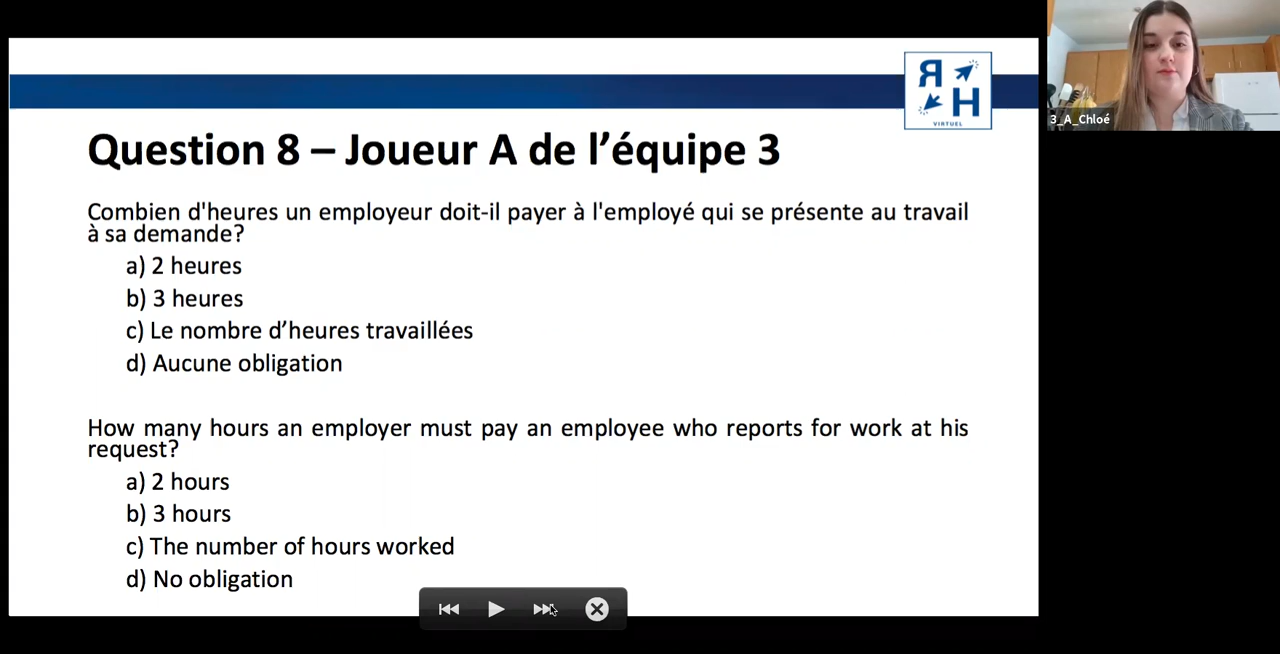 ЯH
VIRTUEL
3_A_Chloé
Question 8 – Joueur A de l’équipe 3
Combien d'heures un employeur doit-il payer à l'employé qui se présente au travail
à sa demande?
a) 2 heures
b) 3 heures
c) Le nombre d’heures travaillées
d) Aucune obligation
How many hours an employer must pay an employee who reports for work at his
request?
a) 2 hours
b) 3 hours
c) The number of hours worked
d) No obligation